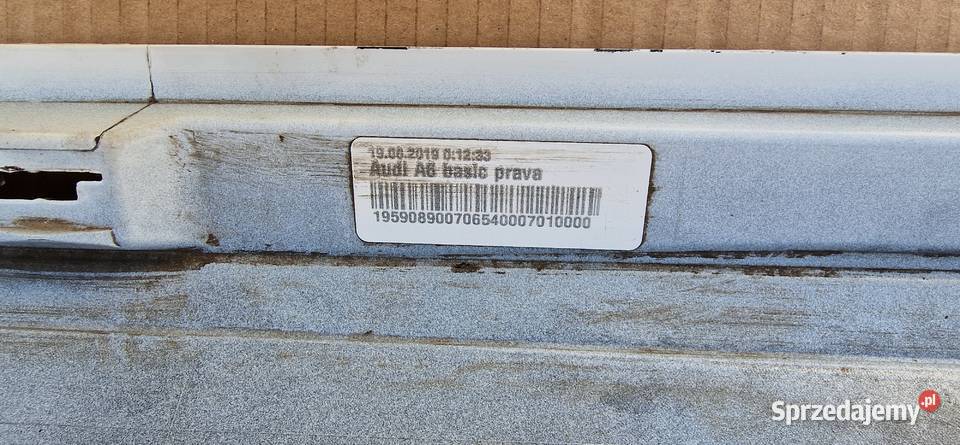 19.06.2019 0:12:33
Audi A6 basic prava
195908900706540007010000
Sprzedajemy.pl